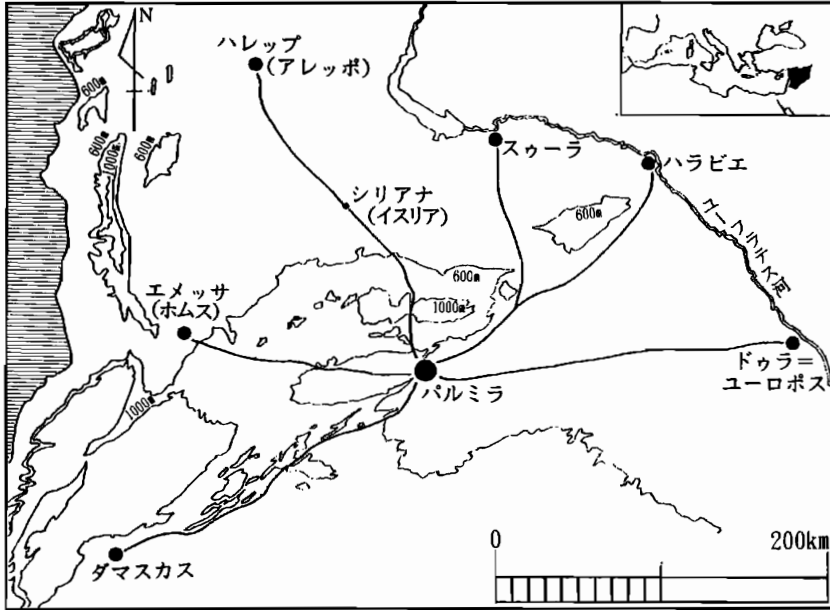 N
ハレップ
(アレッポ)
600m
600m
1000m
600m
スゥーラ
ハラビエ
シリアナ
(イスリア)
600m
ユーフラテス河
エメッサ
(ホムス)
600m
1000m
ドゥラ=
ユーロポス
パルミラ
1000m
0
200km
ダマスカス